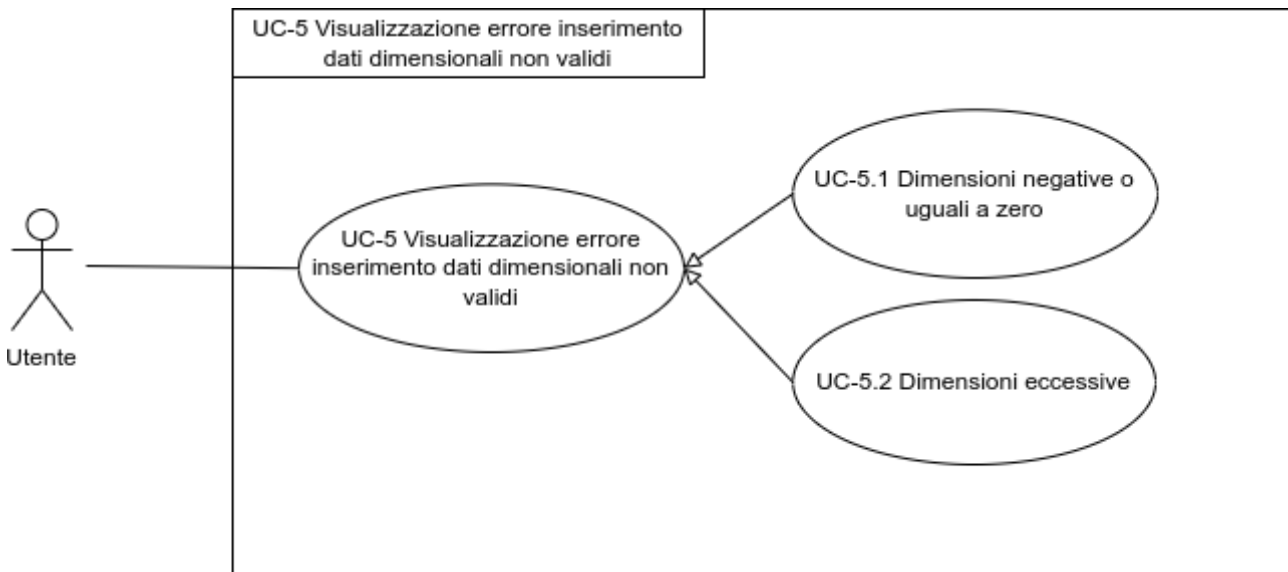 UC-5 Visualizzazione errore inserimento
dati dimensionali non validi
UC-5.1 Dimensioni negative o
uguali a zero
UC-5 Visualizzazione errore
inserimento dati dimensionali non
validi
Utente
UC-5.2 Dimensioni eccessive